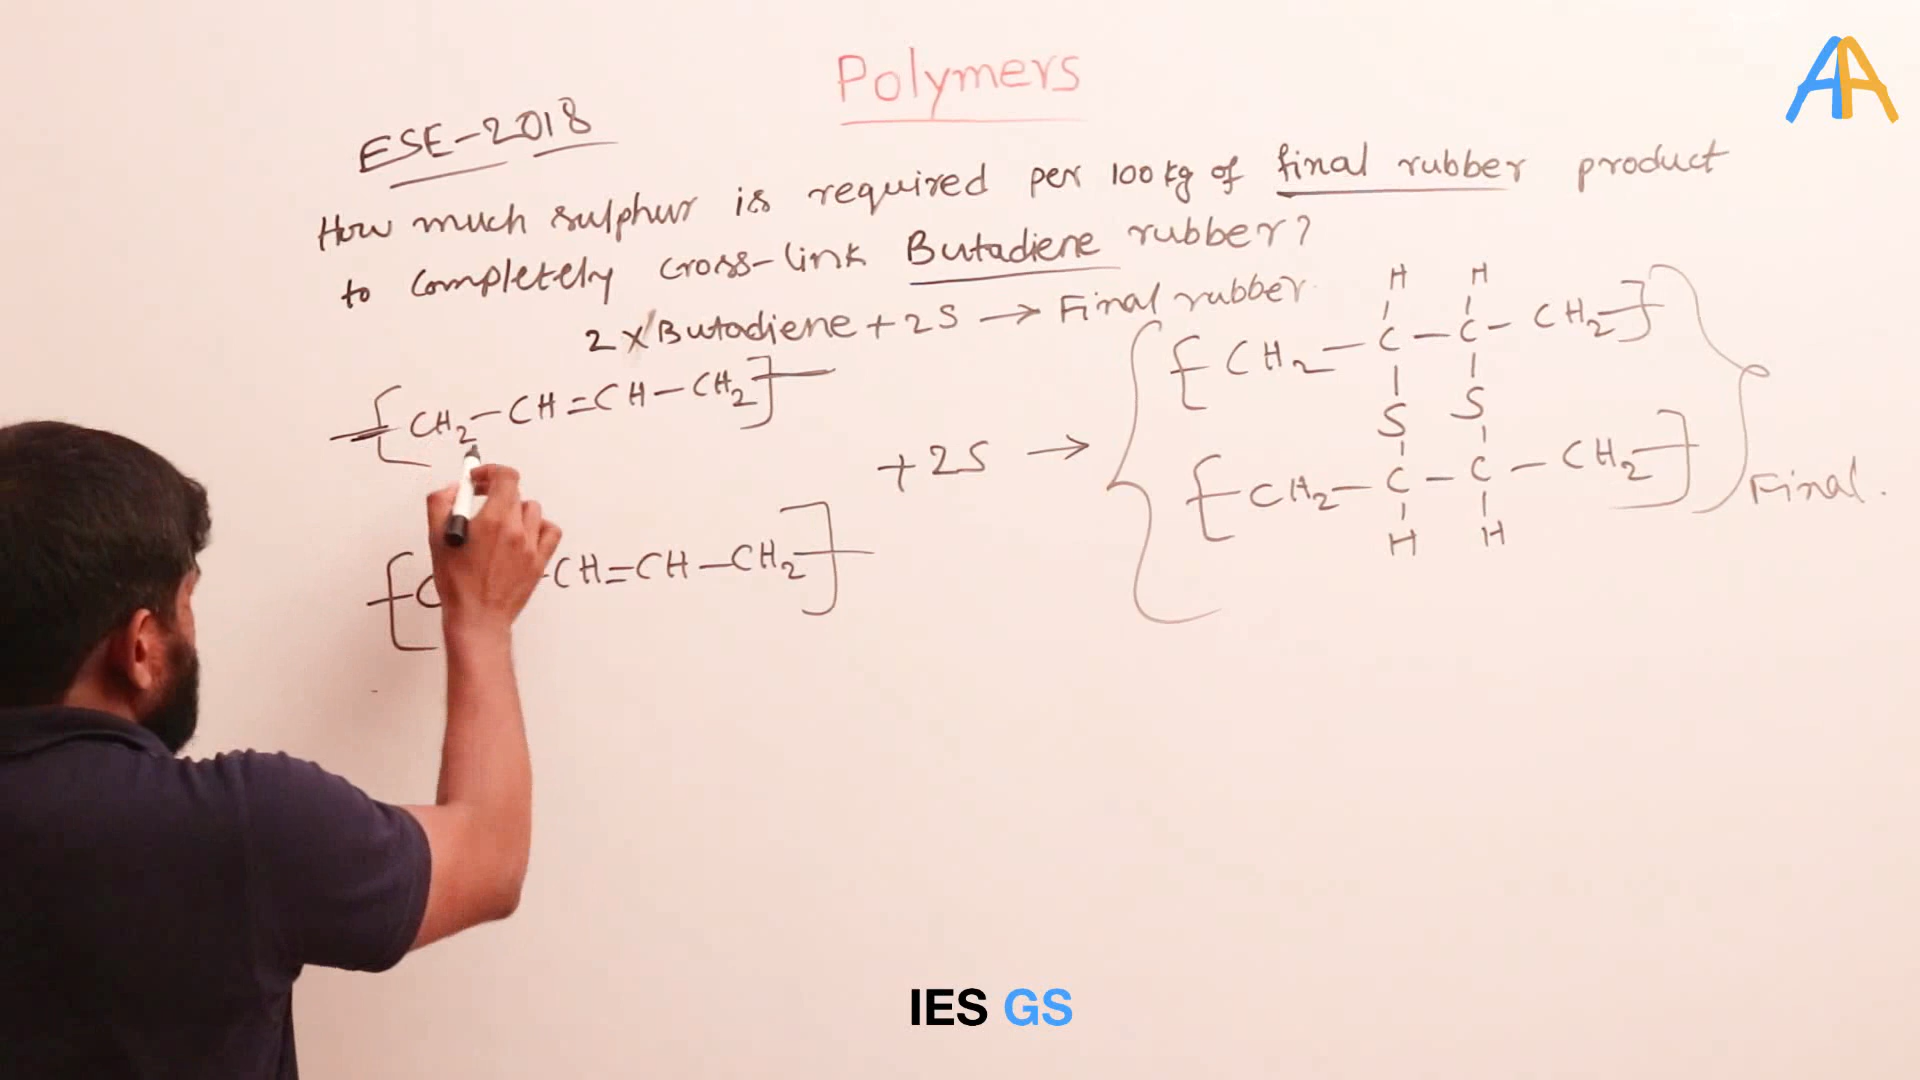 Polymers
ESE-2018
How much sulphur is required per 100 kg of final rubber product
to completely cross-link Butadiene rubber?
2 x Butadiene + 2S → Final rubber
[CH2-CH=CH-CH2]
+2S →
[C -CH=CH-CH2]
H H
[CH2-C-C-CH2]
S S
[CH2-C-C-CH2]
H H
Final.
AA
IES GS